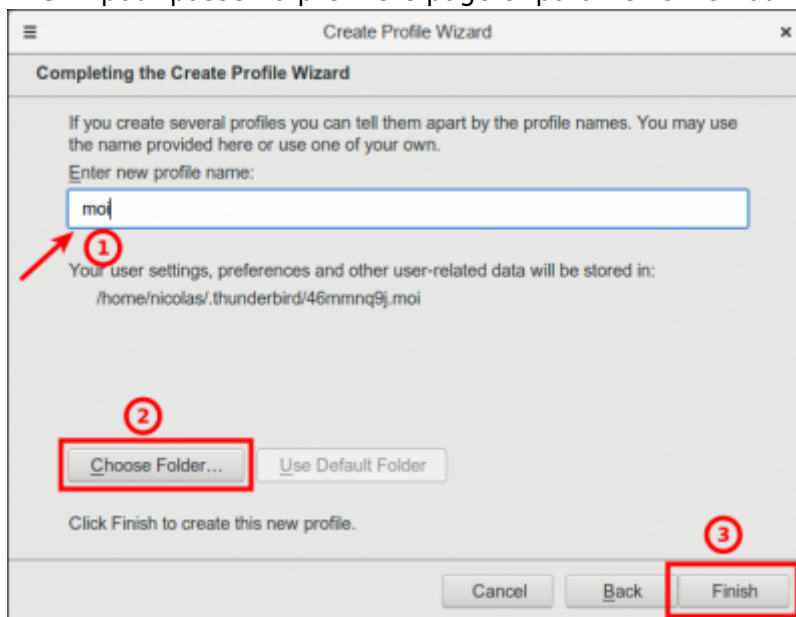 Create Profile Wizard
Completing the Create Profile Wizard
If you create several profiles you can tell them apart by the profile names. You may use
the name provided here or use one of your own.
Enter new profile name:
moi
1
Your user settings, preferences and other user-related data will be stored in:
/home/nicolas/.thunderbird/46mmnq9j.moi
2
Choose Folder...
Use Default Folder
Click Finish to create this new profile.
3
Cancel
Back
Finish